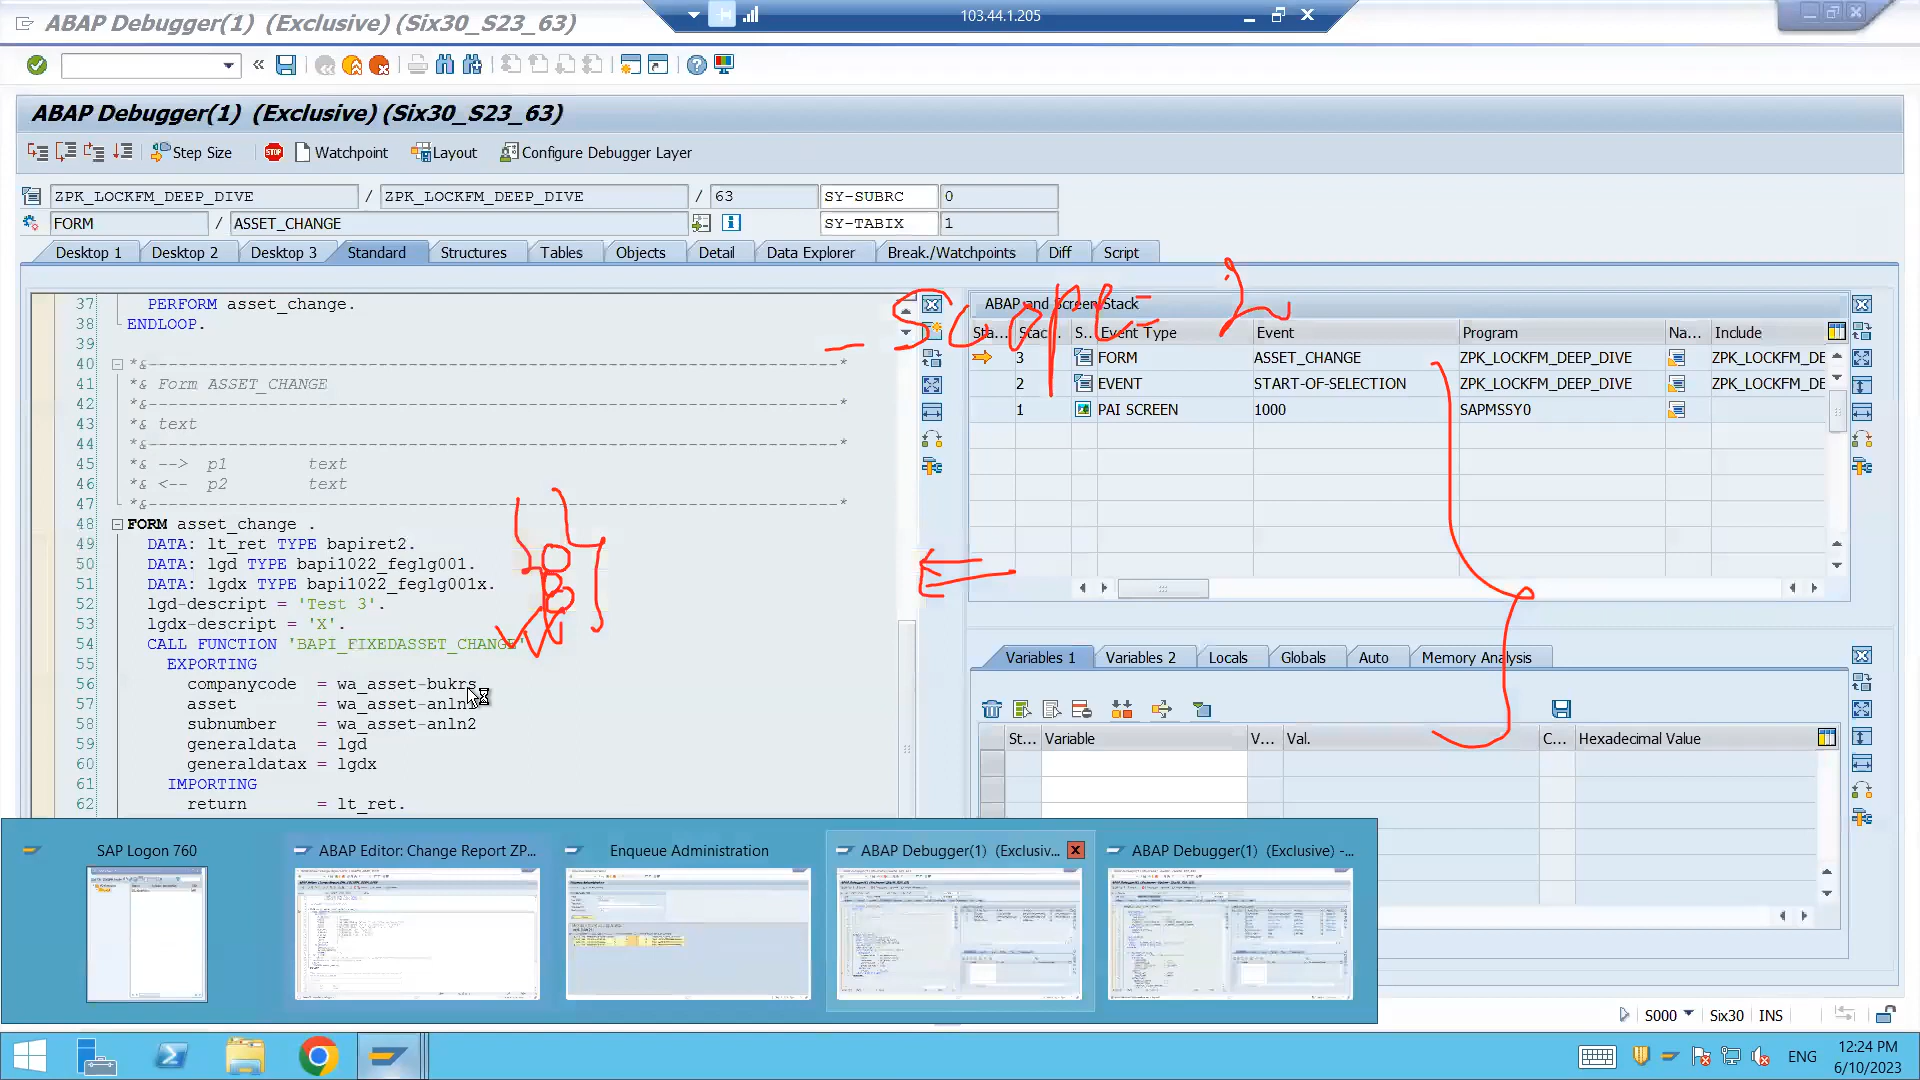 ABAP Debugger(1) (Exclusive) (Six30_S23_63)
103.44.1.205
ABAP Debugger(1) (Exclusive) (Six30_S23_63)
Step Size STOP Watchpoint Layout Configure Debugger Layer
ZPK_LOCKFM_DEEP_DIVE / ZPK_LOCKFM_DEEP_DIVE / 63 SY-SUBRC 0
FORM / ASSET_CHANGE SY-TABIX 1
Desktop 1 Desktop 2 Desktop 3 Standard Structures Tables Objects Detail Data Explorer Break./Watchpoints Diff Script
37 PERFORM asset_change.
38 ENDLOOP.
39
40 *&---------------------------------------------------------------------*
41 *& Form ASSET_CHANGE
42 *&---------------------------------------------------------------------*
43 *& text
44 *&---------------------------------------------------------------------*
45 *& --> p1 text
46 *& <-- p2 text
47 *&---------------------------------------------------------------------*
48 FORM asset_change .
49 DATA: lt_ret TYPE bapiret2.
50 DATA: lgd TYPE bapi1022_feglg001.
51 DATA: lgdx TYPE bapi1022_feglg001x.
52 lgd-descript = 'Test 3'.
53 lgdx-descript = 'X'.
54 CALL FUNCTION 'BAPI_FIXEDASSET_CHANGE'
55 EXPORTING
56 companycode = wa_asset-bukrs
57 asset = wa_asset-anln
58 subnumber = wa_asset-anln2
59 generaldata = lgd
60 generaldatax = lgdx
61 IMPORTING
62 return = lt_ret.
- Scope = 2
ABAP and Screen Stack
Sta... Stac... S.. Event Type Event Program Na... Include
3 FORM ASSET_CHANGE ZPK_LOCKFM_DEEP_DIVE ZPK_LOCKFM_DE
2 EVENT START-OF-SELECTION ZPK_LOCKFM_DEEP_DIVE ZPK_LOCKFM_DE
1 PAI SCREEN 1000 SAPMSSY0
Variables 1 Variables 2 Locals Globals Auto Memory Analysis
St... Variable V... Val. C... Hexadecimal Value
SAP Logon 760
ABAP Editor: Change Report ZP...
Enqueue Administration
ABAP Debugger(1) (Exclusiv...
ABAP Debugger(1) (Exclusive) -...
S000 Six30 INS
ENG
12:24 PM
6/10/2023